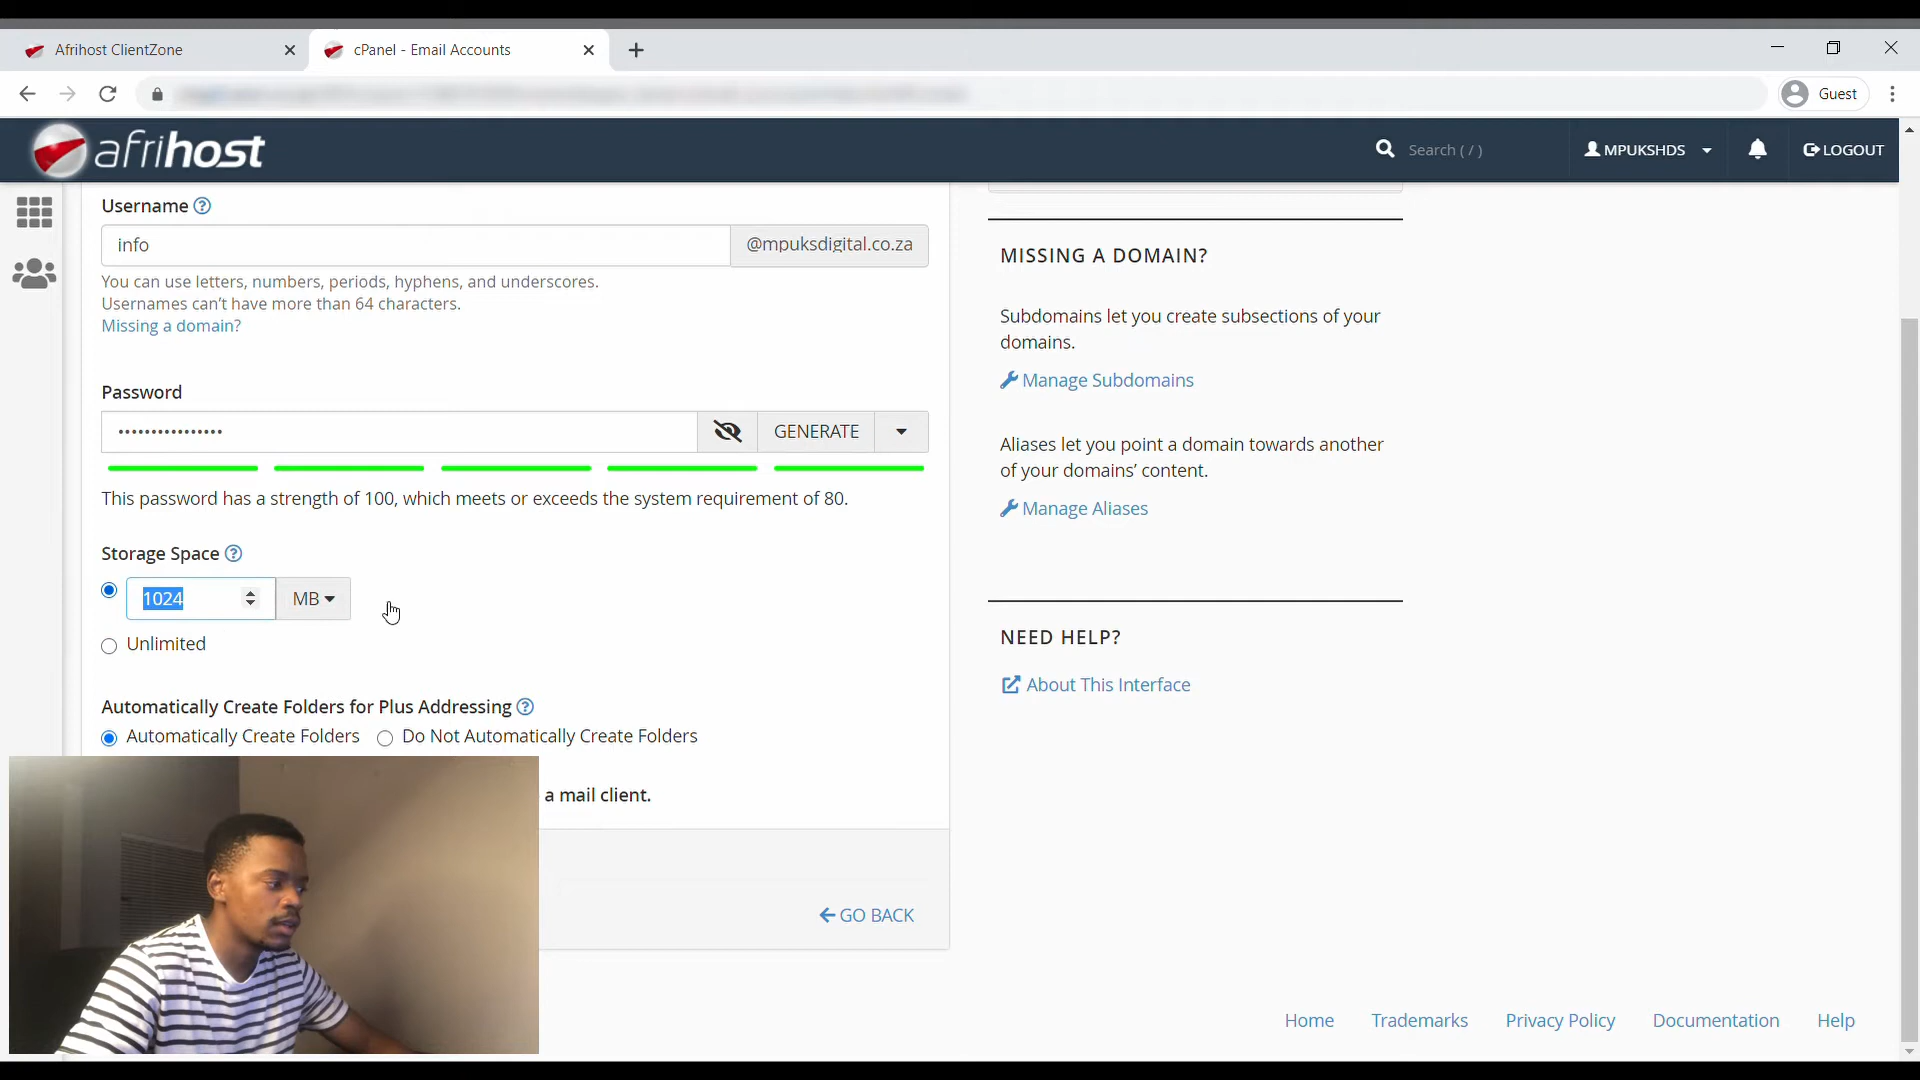 Afrihost ClientZone
cPanel - Email Accounts
Guest
afrihost
Search ( / )
MPUKSHDS
LOGOUT
Username
info
@mpuksdigital.co.za
You can use letters, numbers, periods, hyphens, and underscores.
Usernames can’t have more than 64 characters.
Missing a domain?
Password
••••••••••••••••
GENERATE
This password has a strength of 100, which meets or exceeds the system requirement of 80.
Storage Space
1024
MB
Unlimited
Automatically Create Folders for Plus Addressing
Automatically Create Folders
Do Not Automatically Create Folders
a mail client.
GO BACK
MISSING A DOMAIN?
Subdomains let you create subsections of your
domains.
Manage Subdomains
Aliases let you point a domain towards another
of your domains’ content.
Manage Aliases
NEED HELP?
About This Interface
Home
Trademarks
Privacy Policy
Documentation
Help